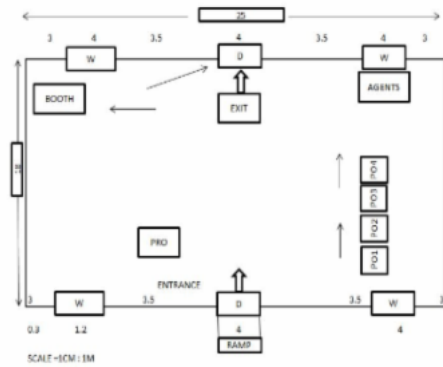 25
3 4 3.5 4 3.5 4 3
W D W
BOOTH EXIT AGENTS
18
PO4
PO3
PO2
PO1
PRO
ENTRANCE
3 3.5 3.5 3
W D W
0.3 1.2 4 4
RAMP
SCALE =1CM : 1M